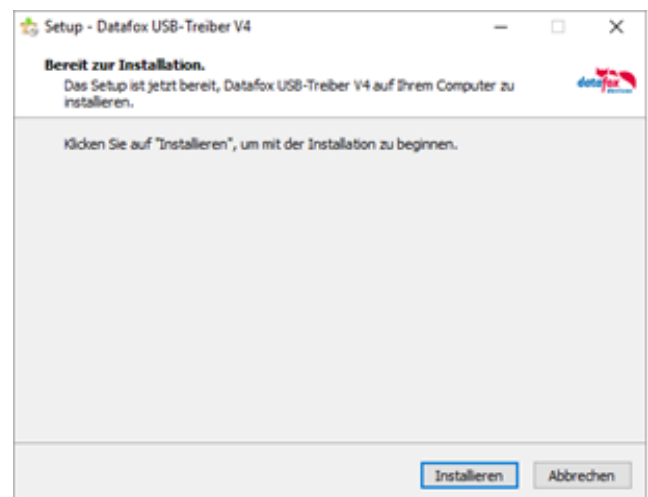 Setup - Datafox USB-Treiber V4
Bereit zur Installation.
Das Setup ist jetzt bereit, Datafox USB-Treiber V4 auf Ihrem Computer zu
installieren.
datafox
Klicken Sie auf "Installieren", um mit der Installation zu beginnen.
Installieren
Abbrechen